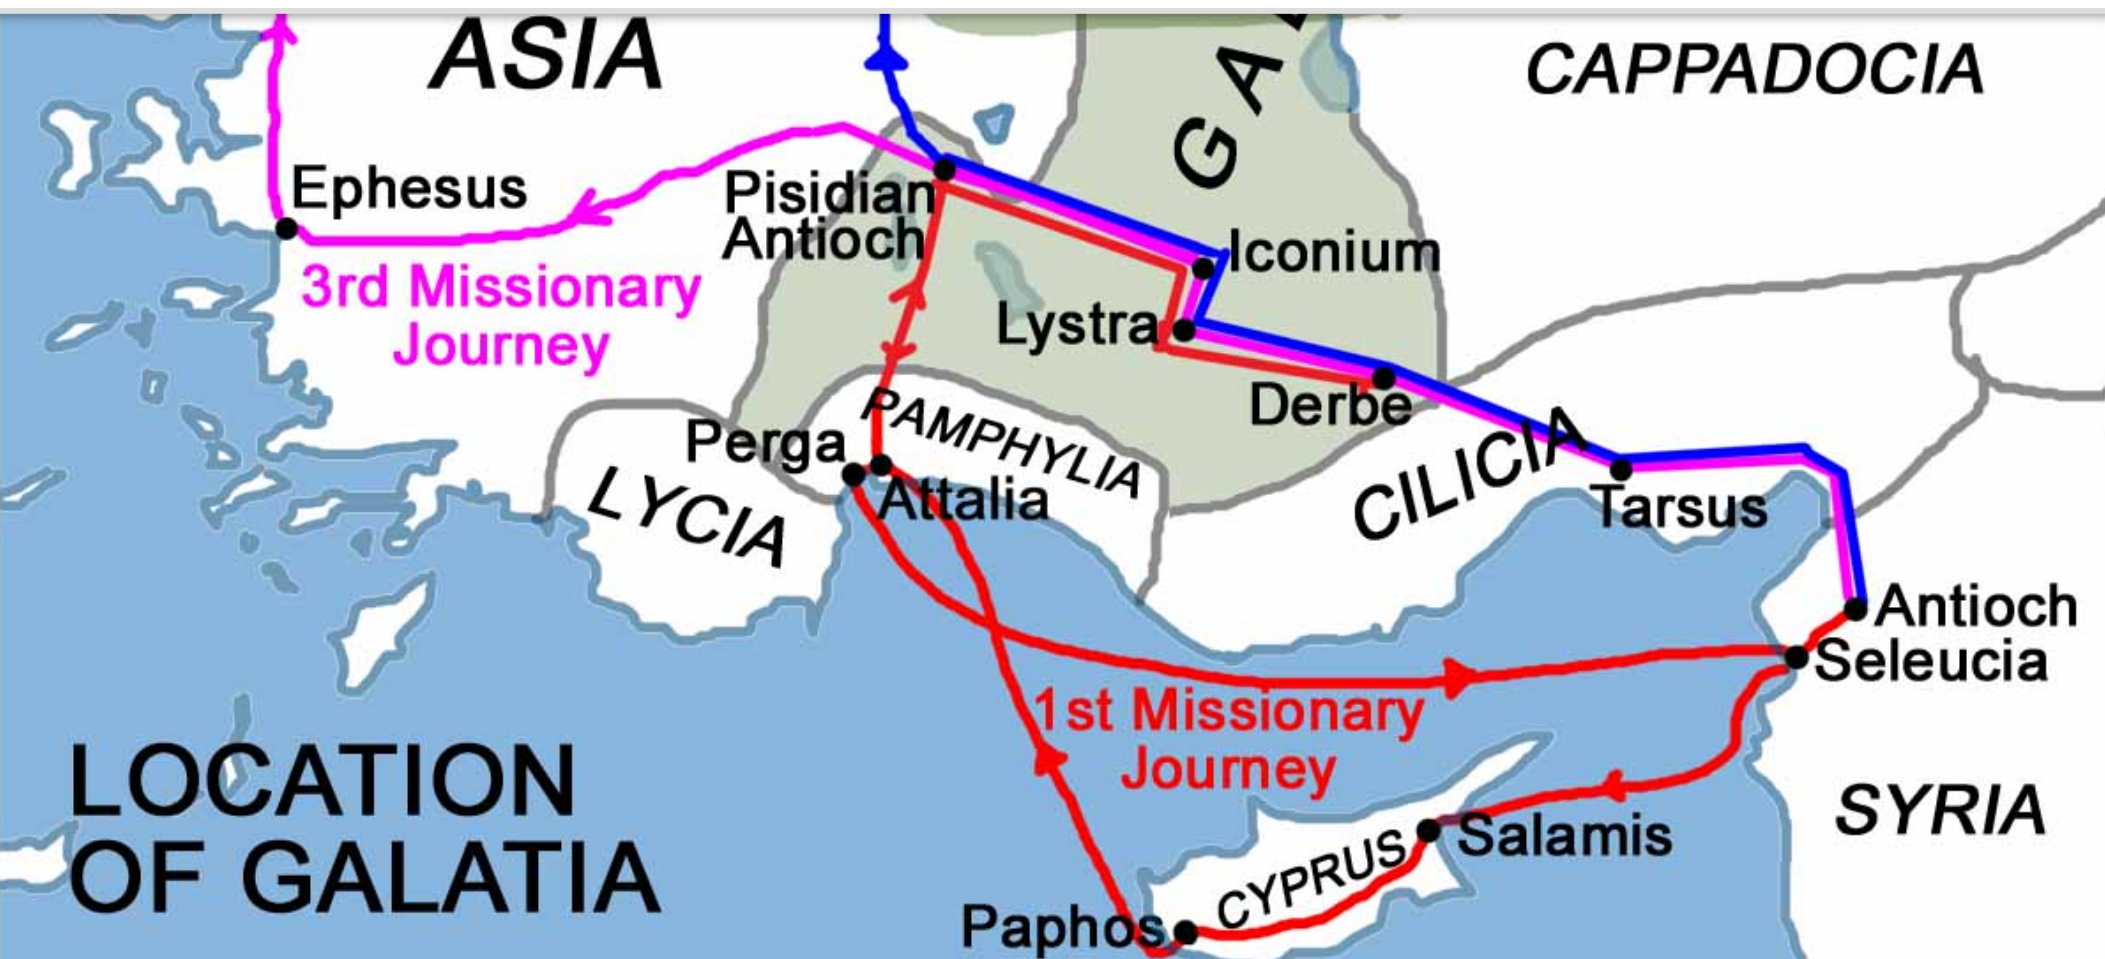 ASIA
GAL
CAPPADOCIA
Ephesus
Pisidian
Antioch
Iconium
3rd Missionary
Journey
Lystra
Derbe
PAMPHYLIA
Perga
Attalia
LYCIA
CILICIA
Tarsus
Antioch
Seleucia
1st Missionary
Journey
LOCATION
OF GALATIA
SYRIA
Salamis
CYPRUS
Paphos